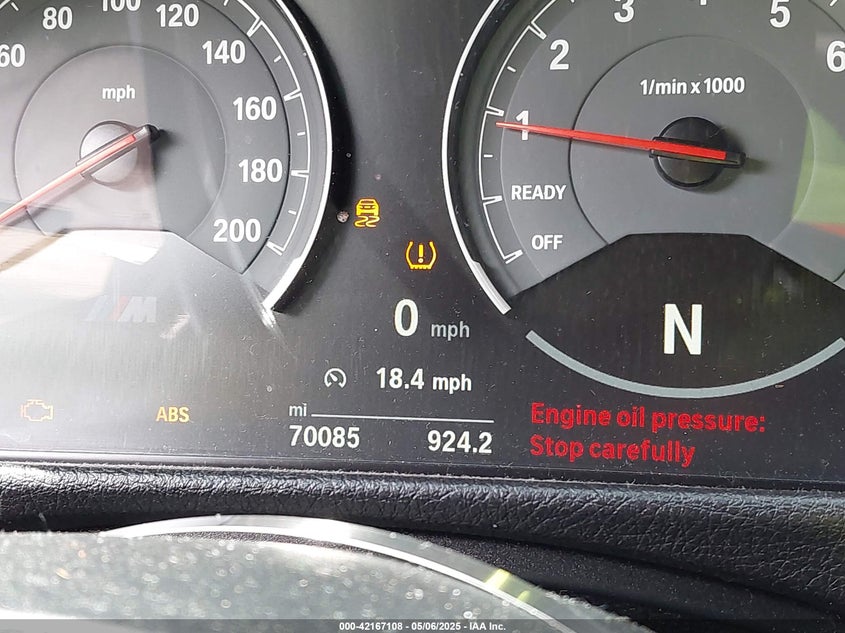 60
80
100
120
140
160
180
200
mph
1
2
3
5
6
1/min x 1000
READY
OFF
M
0 mph
18.4 mph
ABS
mi
70085
924.2
N
Engine oil pressure:
Stop carefully
000-42167108 - 05/06/2025 - IAA Inc.